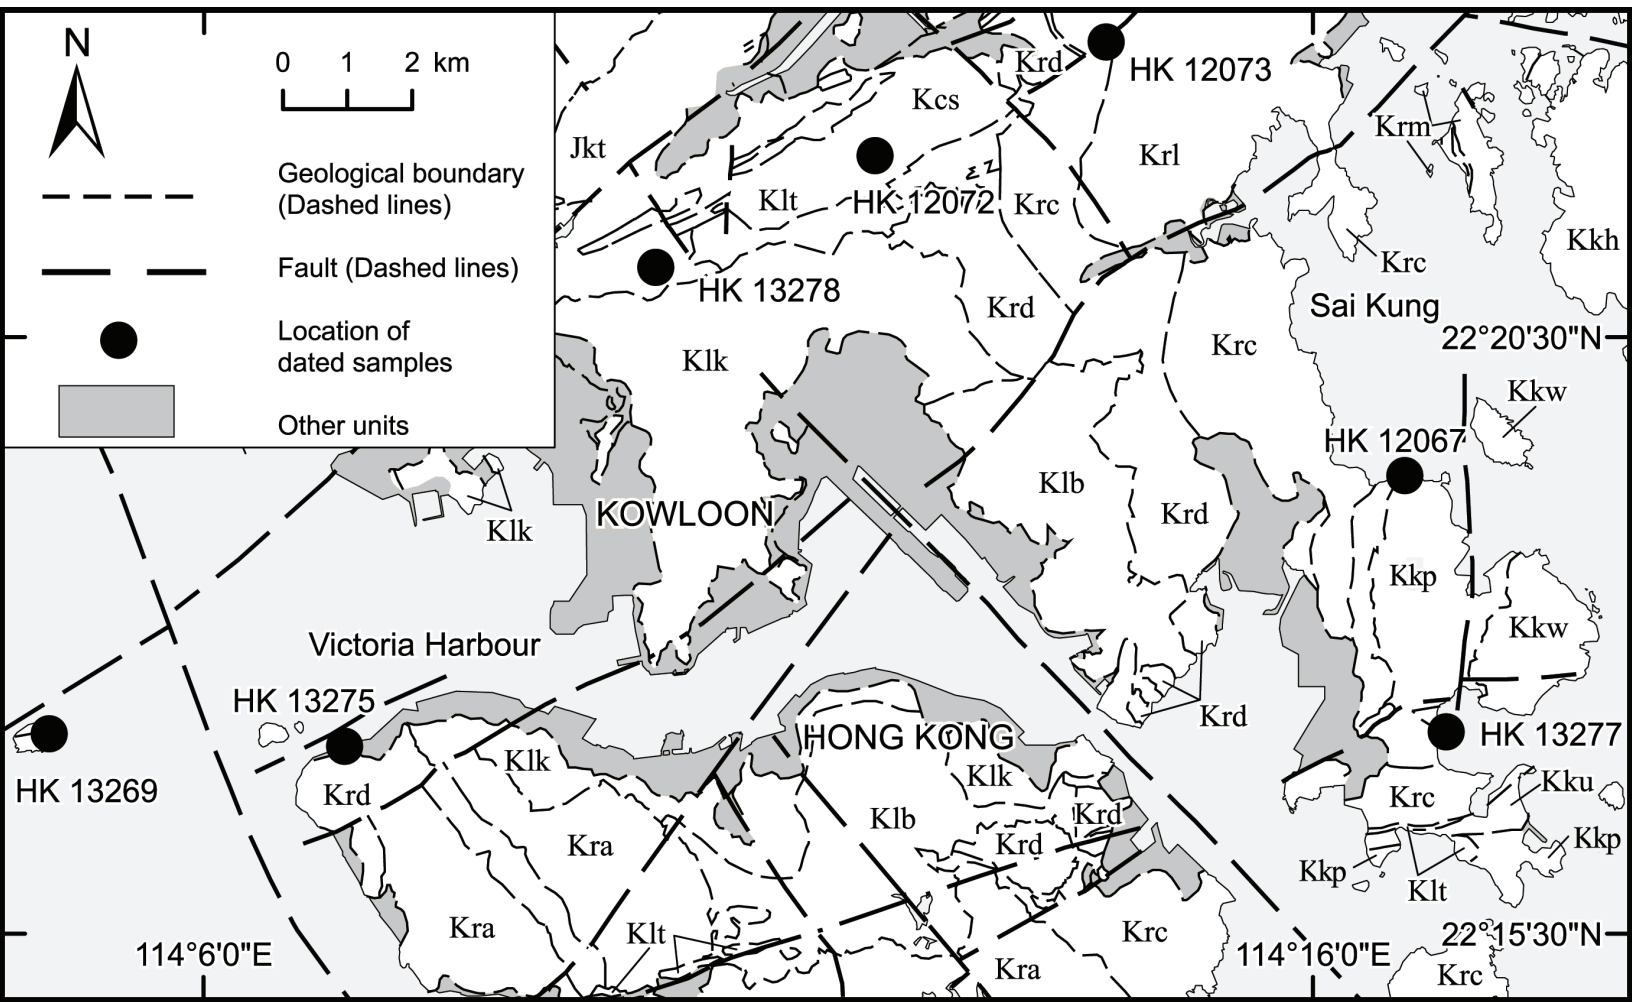 N
0 1 2 km
Geological boundary
(Dashed lines)
Fault (Dashed lines)
Location of
dated samples
Other units
Krd
HK 12073
Kcs
Krm
Jkt
Krl
Klt
HK 12072
Krc
Kkh
Krc
HK 13278
Krd
Sai Kung
22°20'30"N
Klk
Krc
Kkw
HK 12067
Klb
KOWLOON
Krd
Klk
Kkp
Kkw
Victoria Harbour
HK 13275
Krd
HONG KONG
HK 13277
HK 13269
Klk
Klk
Kku
Krd
Krc
Klb
Krd
Kra
Krd
Kkp
Kkp
Klt
Kra
Klt
Krc
22°15'30"N
114°6'0"E
114°16'0"E
Kra
Krc